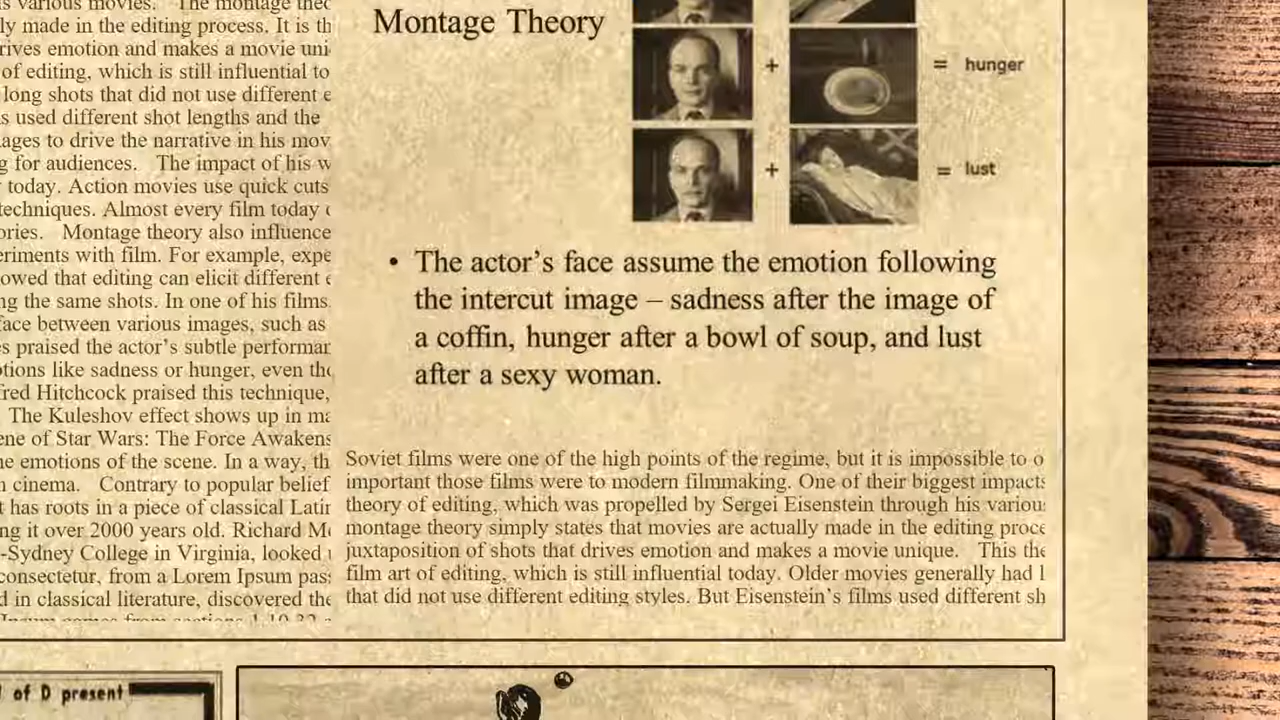 s various movies. The montage
ly made in the editing process. It is
rives emotion and makes a movie
of editing, which is still influential to
long shots that did not use different
s used different shot lengths and the
ages to drive the narrative in his mov
g for audiences. The impact of his w
today. Action movies use quick cuts
techniques. Almost every film today
ories. Montage theory also influence
eriments with film. For example, expe
owed that editing can elicit different
ng the same shots. In one of his films
face between various images, such as
s praised the actor's subtle performan
otions like sadness or hunger, even
red Hitchcock praised this technique,
The Kuleshov effect shows up in
ene of Star Wars: The Force Awakens
e emotions of the scene. In a way, th
cinema. Contrary to popular belief
t has roots in a piece of classical Latin
ng it over 2000 years old. Richard
-Sydney College in Virginia, looked
consectetur, from a Lorem Ipsum pas
d in classical literature, discovered the
Montage Theory
+ = hunger
+ = lust
• The actor's face assume the emotion following
the intercut image – sadness after the image of
a coffin, hunger after a bowl of soup, and lust
after a sexy woman.
Soviet films were one of the high points of the regime, but it is impossible to o
important those films were to modern filmmaking. One of their biggest impacts
theory of editing, which was propelled by Sergei Eisenstein through his various
montage theory simply states that movies are actually made in the editing proce
juxtaposition of shots that drives emotion and makes a movie unique. This the
film art of editing, which is still influential today. Older movies generally had l
that did not use different editing styles. But Eisenstein's films used different sh
of D present